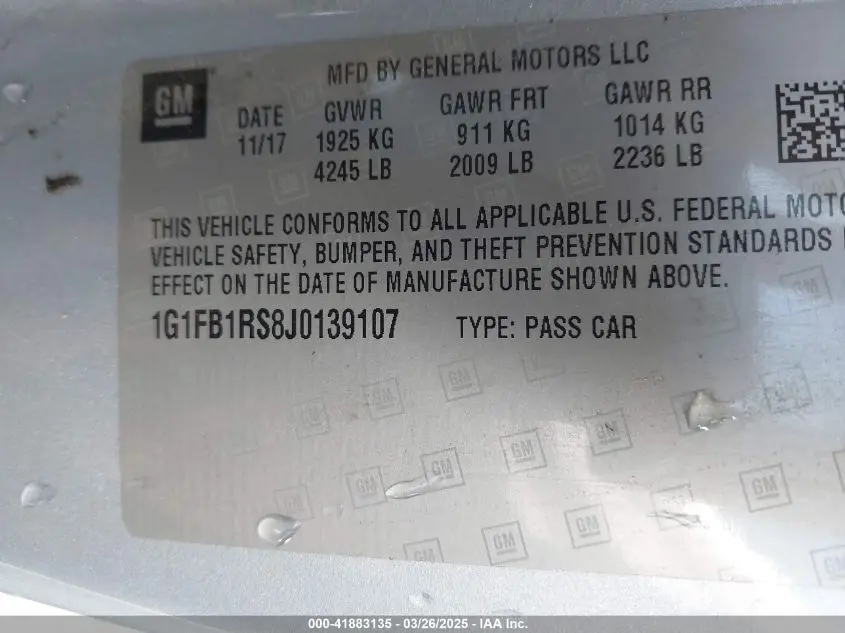 GM
MFD BY GENERAL MOTORS LLC
DATE GVWR GAWR FRT GAWR RR
11/17 1925 KG 911 KG 1014 KG
4245 LB 2009 LB 2236 LB
THIS VEHICLE CONFORMS TO ALL APPLICABLE U.S. FEDERAL MOTO
VEHICLE SAFETY, BUMPER, AND THEFT PREVENTION STANDARDS
EFFECT ON THE DATE OF MANUFACTURE SHOWN ABOVE.
1G1FB1RS8J0139107 TYPE: PASS CAR
000-41883135 - 03/26/2025 - IAA Inc.